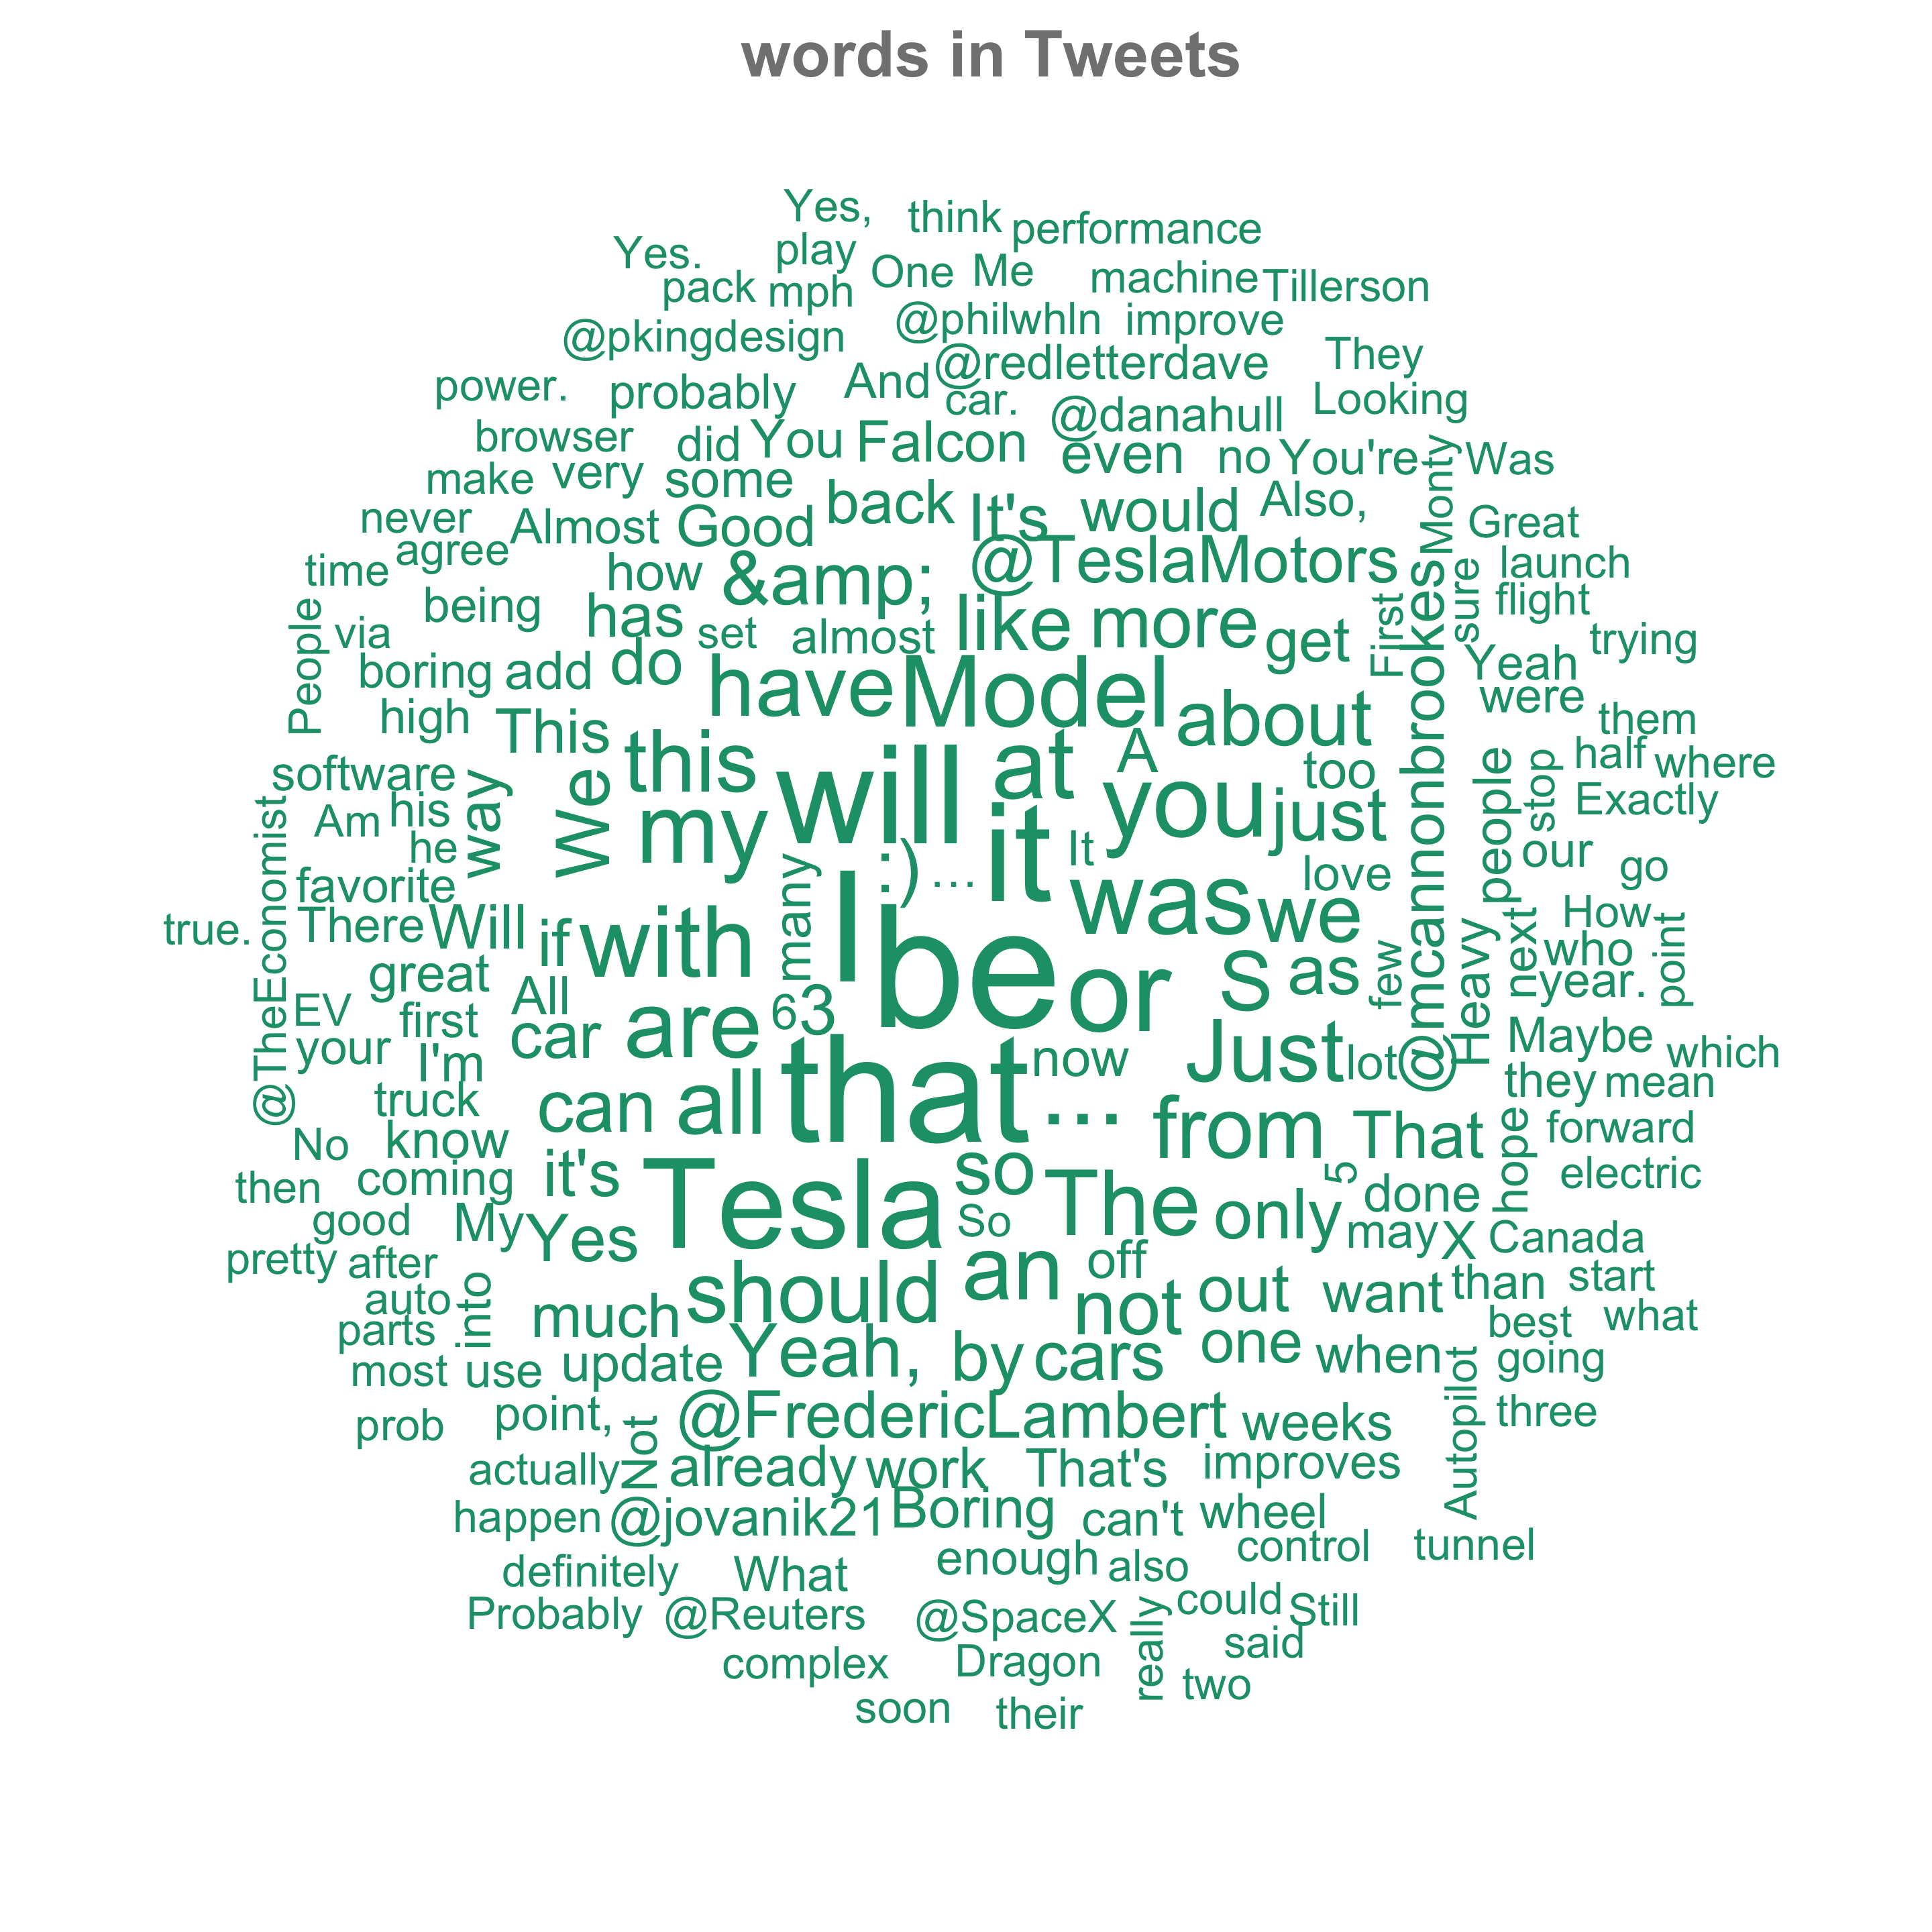 words in Tweets
Yes, think performance
Yes. play One Me machine Tillerson
pack mph
@pkingdesign @philwhln improve
@redletterdave They
power. probably And car. @danahull Looking
browser did You Falcon even no You're Monty Was
make very some
never Almost Good back It's would Also, Great
agree
time how &amp; @TeslaMotors launch
People being has set almost like more get First @mcannonbrookes sure flight
via trying
boring add do have Model Yeah
high This about were them
software this will at A too people stop half where
Am his way We my it you just Exactly
he many :) ... It love our go
favorite
true. @TheEconomist There Will if with I be was we Heavy next How point
great All or S as few who year.
EV first car are 63 Maybe
your I'm that now Just lot which
truck can all ... they mean
No know from That hope forward
then coming it's Tesla so The only 5 done electric
good My Yes So may X Canada
pretty after an off
auto into should out want than start
parts much not best what
most use update Yeah, by cars one when Autopilot going
prob point, Not @FredericLambert weeks three
actually already work That's improves
happen @jovanik21 Boring can't wheel
definitely What enough also control tunnel
Probably @Reuters @SpaceX really could Still
complex Dragon said
soon their two